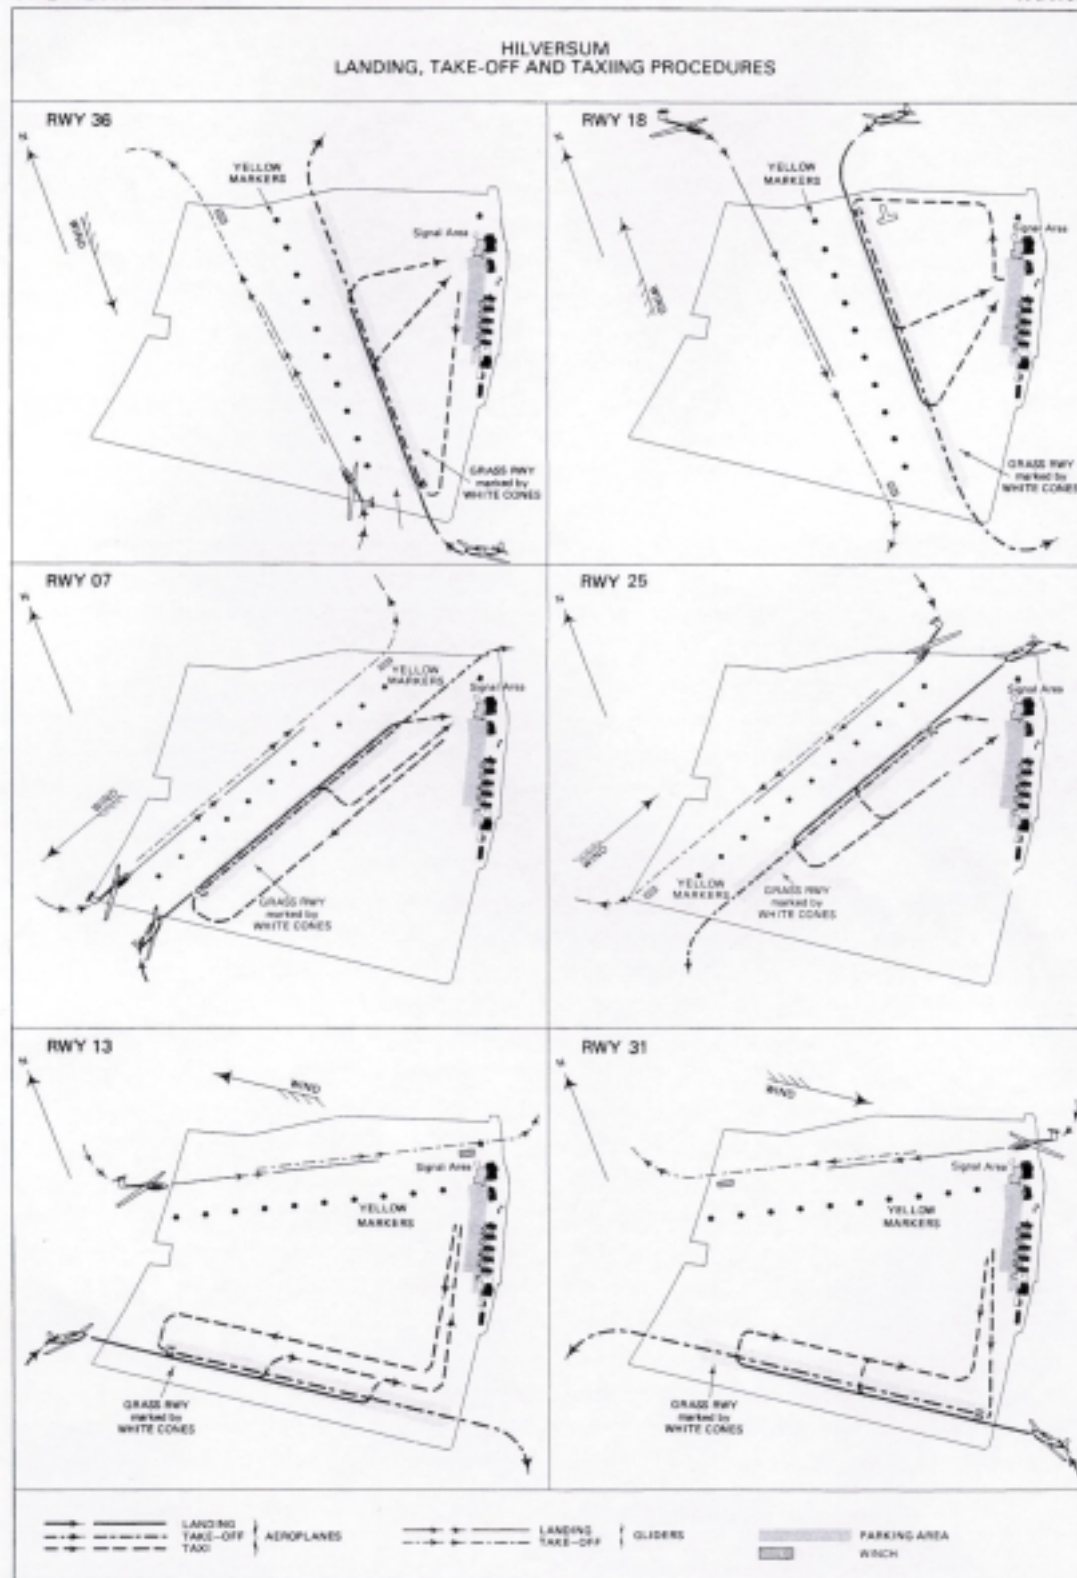 HILVERSUM
LANDING, TAKE-OFF AND TAXIING PROCEDURES
RWY 36
N
WIND
YELLOW
MARKERS
Signal Area
GRASS RWY
marked by
WHITE CONES
RWY 18
N
WIND
YELLOW
MARKERS
Signal Area
GRASS RWY
marked by
WHITE CONES
RWY 07
N
WIND
YELLOW
MARKERS
Signal Area
GRASS RWY
marked by
WHITE CONES
RWY 25
N
WIND
YELLOW
MARKERS
Signal Area
GRASS RWY
marked by
WHITE CONES
RWY 13
N
WIND
Signal Area
YELLOW
MARKERS
GRASS RWY
marked by
WHITE CONES
RWY 31
N
WIND
Signal Area
YELLOW
MARKERS
GRASS RWY
marked by
WHITE CONES
LANDING
TAKE-OFF
TAXI
AEROPLANES
LANDING
TAKE-OFF
GLIDERS
PARKING AREA
WINCH